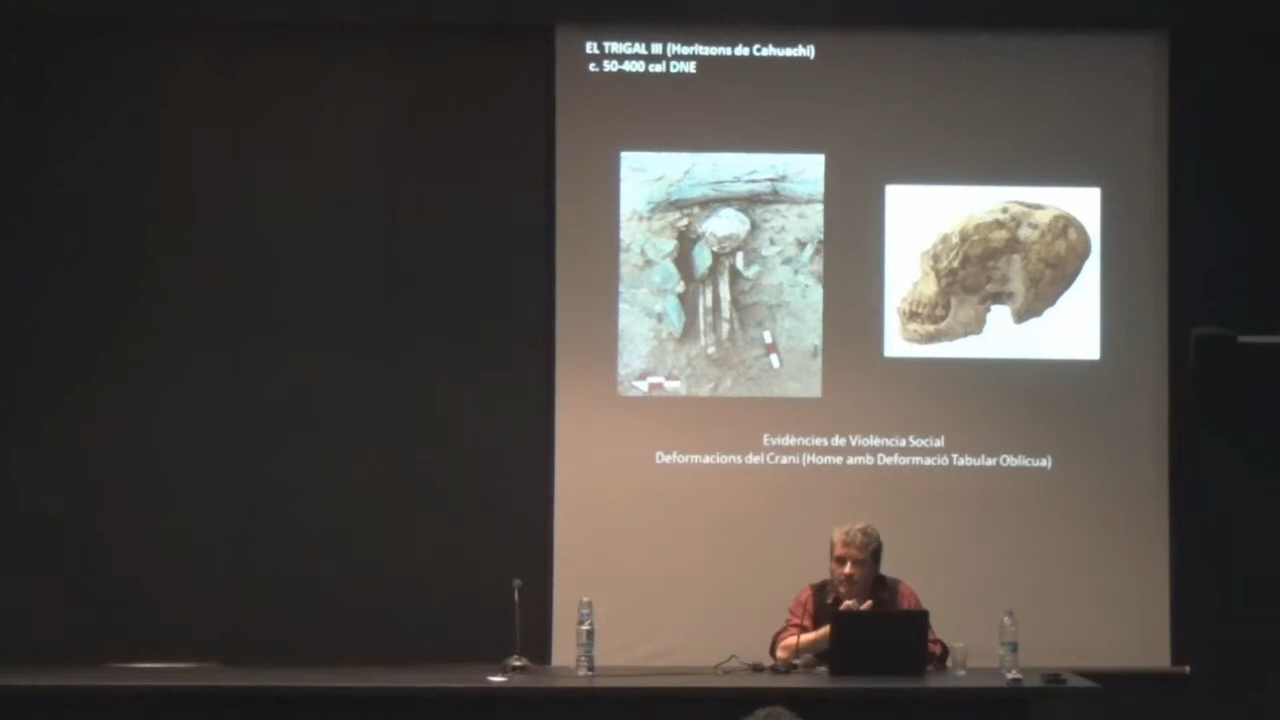 EL TRIGAL III (Horitzons de Cahuachi)
c. 50-400 cal DNE
Evidències de Violència Social
Deformacions del Crani (Home amb Deformació Tabular Oblicua)